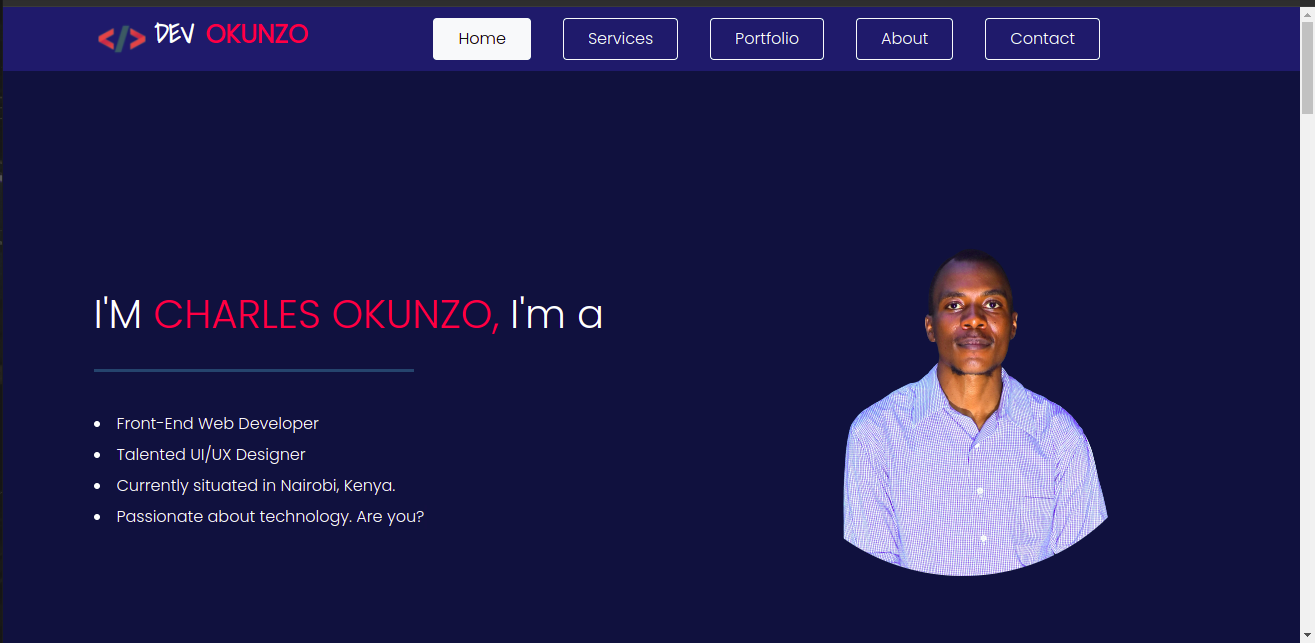 </> DEV OKUNZO
Home
Services
Portfolio
About
Contact
I'M CHARLES OKUNZO, I'm a
Front-End Web Developer
Talented UI/UX Designer
Currently situated in Nairobi, Kenya.
Passionate about technology. Are you?